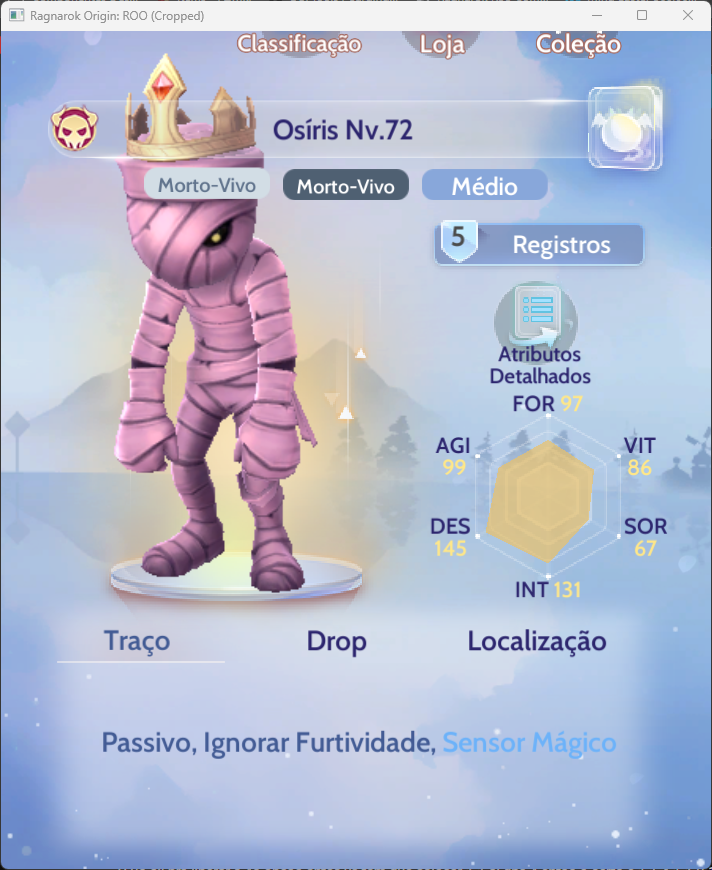 Ragnarok Origin: ROO (Cropped)
Classificação Loja Coleção
Osíris Nv.72
Morto-Vivo Morto-Vivo Médio
5 Registros
Atributos
Detalhados
FOR 97
AGI VIT
99 86
DES SOR
145 67
INT 131
Traço Drop Localização
Passivo, Ignorar Furtividade, Sensor Mágico